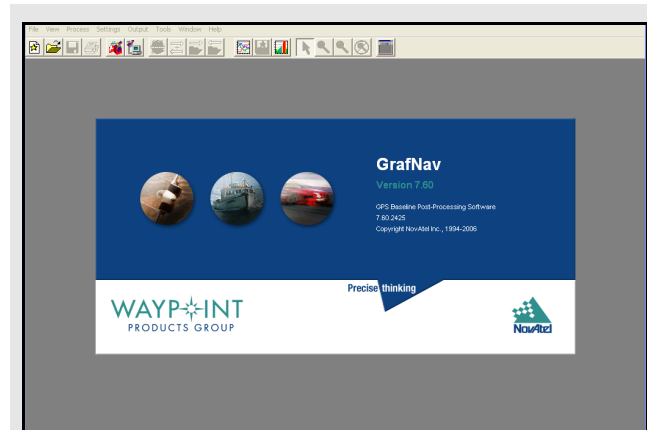 File View Process Settings Output Tools Window Help
GrafNav
Version 7.60
GPS Baseline Post-Processing Software
7.60.2425
Copyright NovAtel Inc., 1994-2006
Precise thinking
WAYPOINT
PRODUCTS GROUP
NovAtel